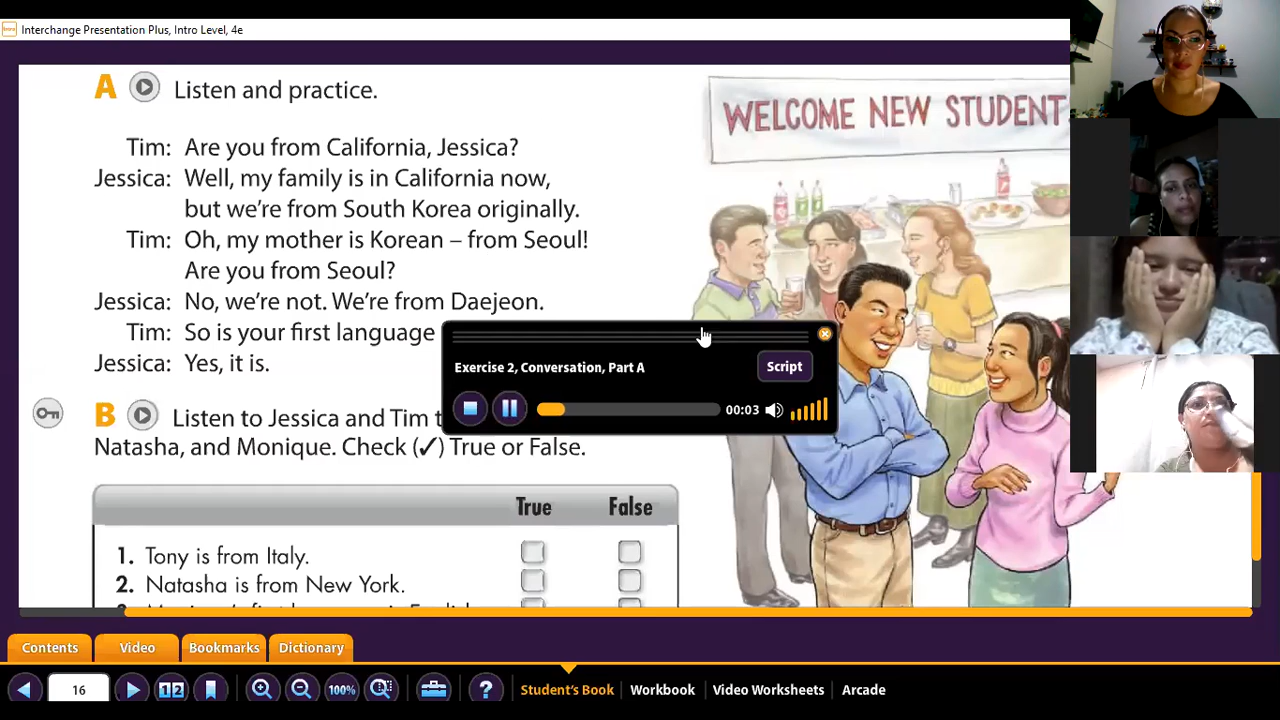 Interchange Presentation Plus, Intro Level, 4e
A Listen and practice.
WELCOME NEW STUDENT
Tim: Are you from California, Jessica?
Jessica: Well, my family is in California now,
but we're from South Korea originally.
Tim: Oh, my mother is Korean – from Seoul!
Are you from Seoul?
Jessica: No, we're not. We're from Daejeon.
Tim: So is your first language
Jessica: Yes, it is.
Exercise 2, Conversation, Part A
Script
00:03
B Listen to Jessica and Tim
Natasha, and Monique. Check (✓) True or False.
True False
1. Tony is from Italy.
2. Natasha is from New York.
Contents Video Bookmarks Dictionary
16 12 100% ? Student's Book Workbook Video Worksheets Arcade